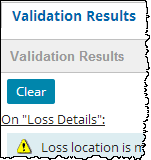 Validation Results
Validation Results
Clear
On "Loss Details":
Loss location is